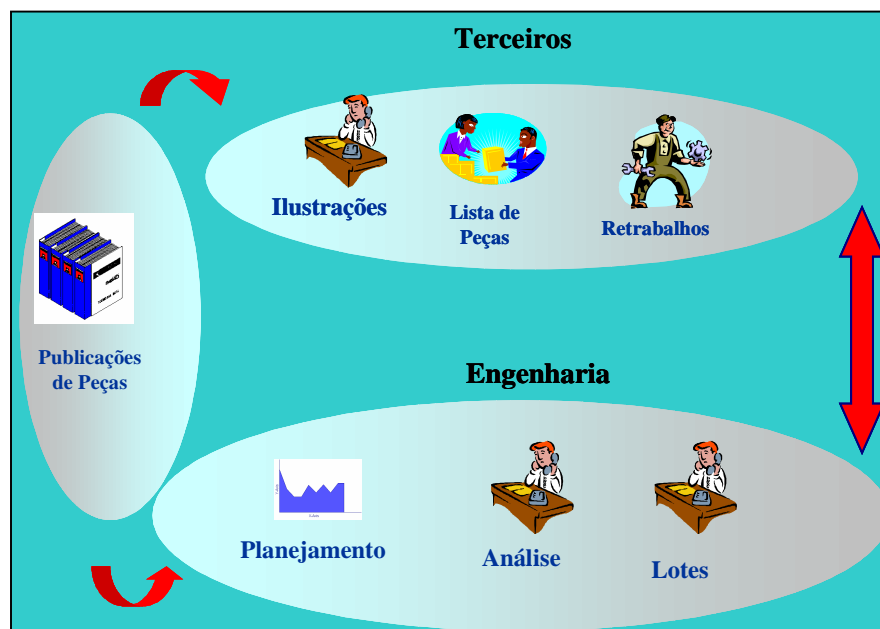 Terceiros
Ilustrações
Lista de
Peças
Retrabalhos
Publicações
de Peças
Engenharia
Planejamento
Análise
Lotes